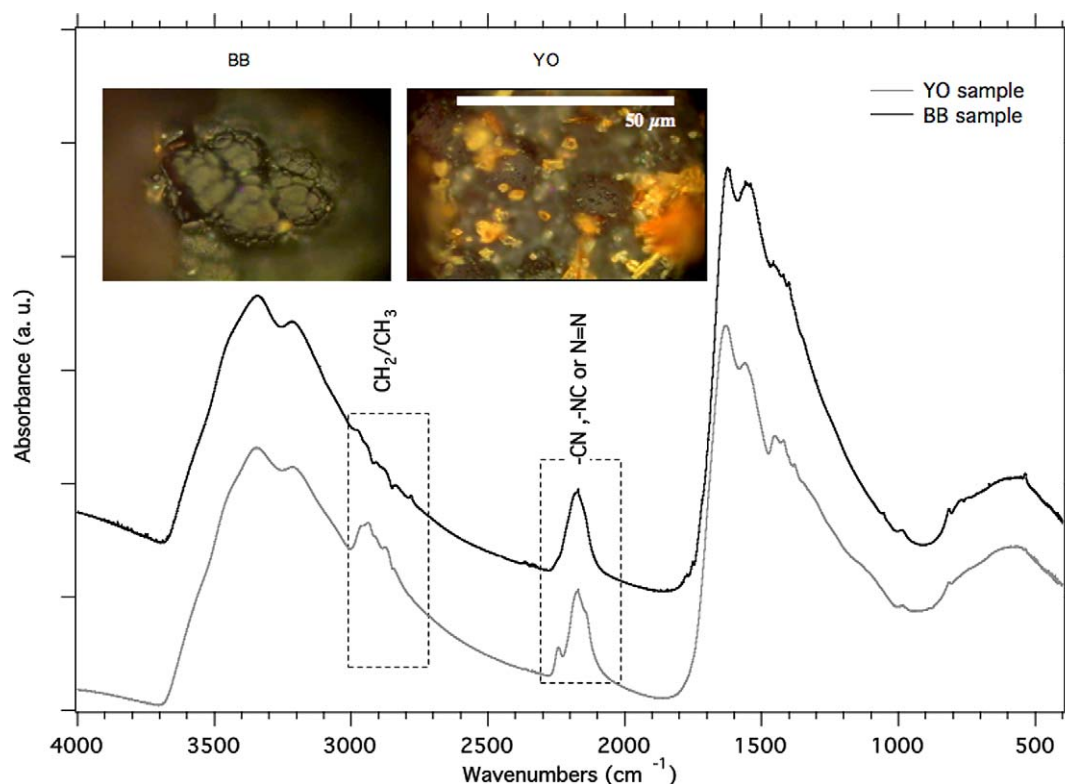 BB
YO
50 µm
YO sample
BB sample
CH2/CH3
-CN ,-NC or N=N
Absorbance (a. u.)
4000
3500
3000
2500
2000
1500
1000
500
Wavenumbers (cm -1)